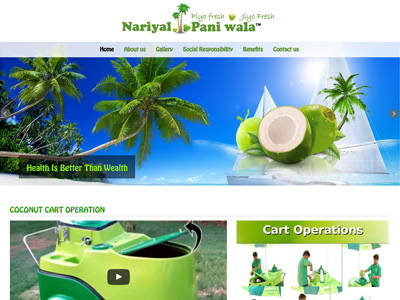 Piyo fresh Jiyo Fresh
Nariyal Pani wala™
Home About us Gallery Social Responsibility Benefits Contact us
Health Is Better Than Wealth
COCONUT CART OPERATION
Cart Operations